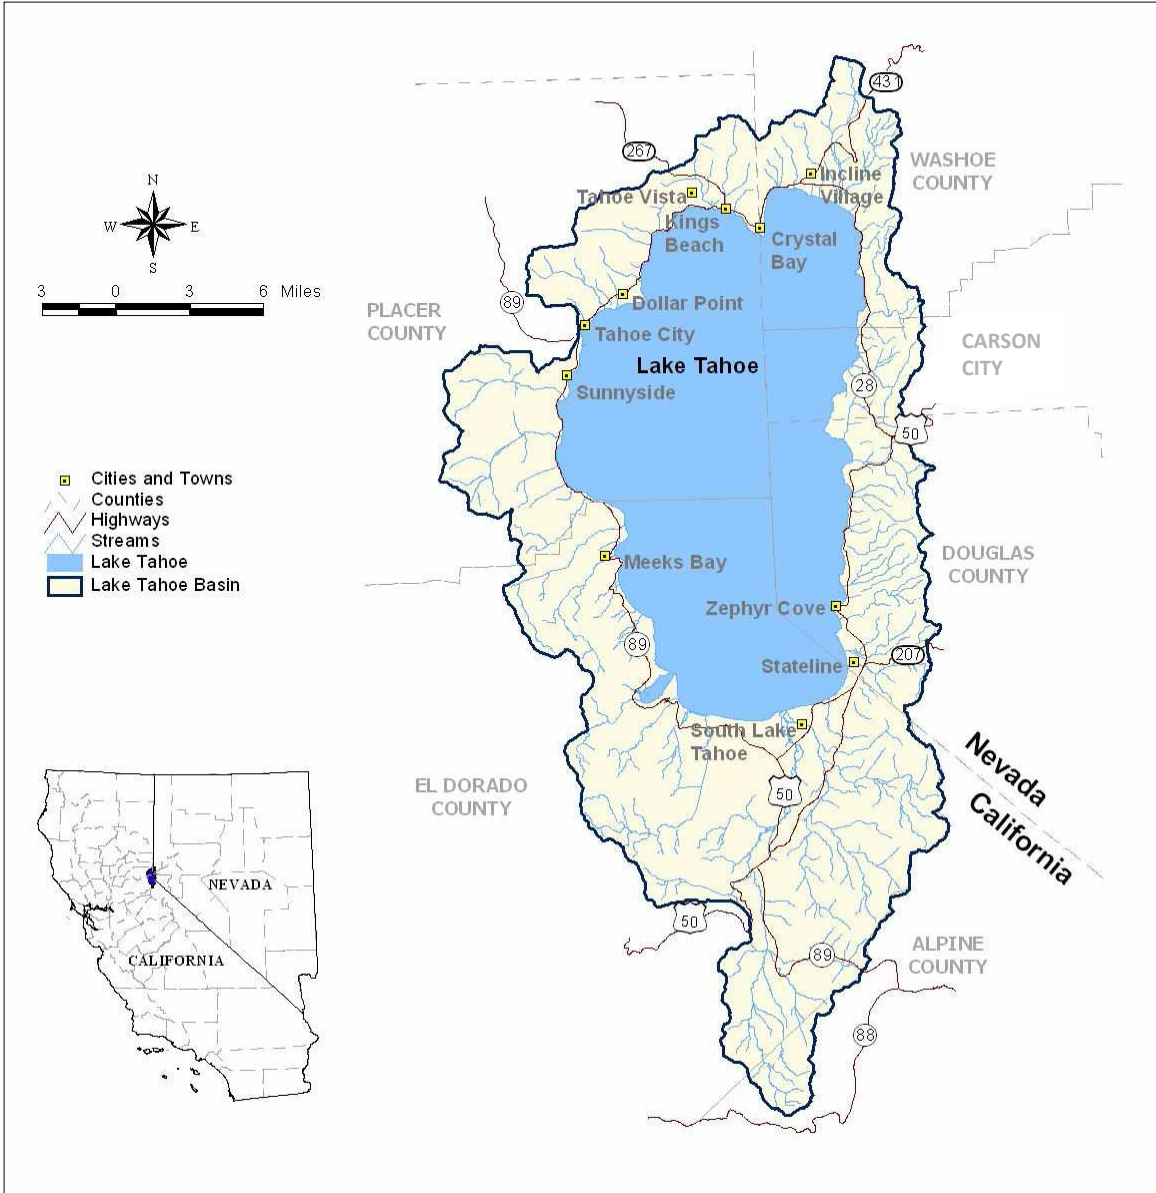 431
267
WASHOE
COUNTY
Incline
Village
Tahoe Vista
Kings
Beach
Crystal
Bay
N
W
E
S
3 0 3 6 Miles
89
PLACER
COUNTY
Dollar Point
Tahoe City
CARSON
CITY
Lake Tahoe
28
Sunnyside
50
Cities and Towns
Counties
Highways
Streams
Lake Tahoe
Lake Tahoe Basin
Meeks Bay
DOUGLAS
COUNTY
Zephyr Cove
89
207
Stateline
South Lake
Tahoe
Nevada
California
EL DORADO
COUNTY
50
NEVADA
CALIFORNIA
50
89
ALPINE
COUNTY
88